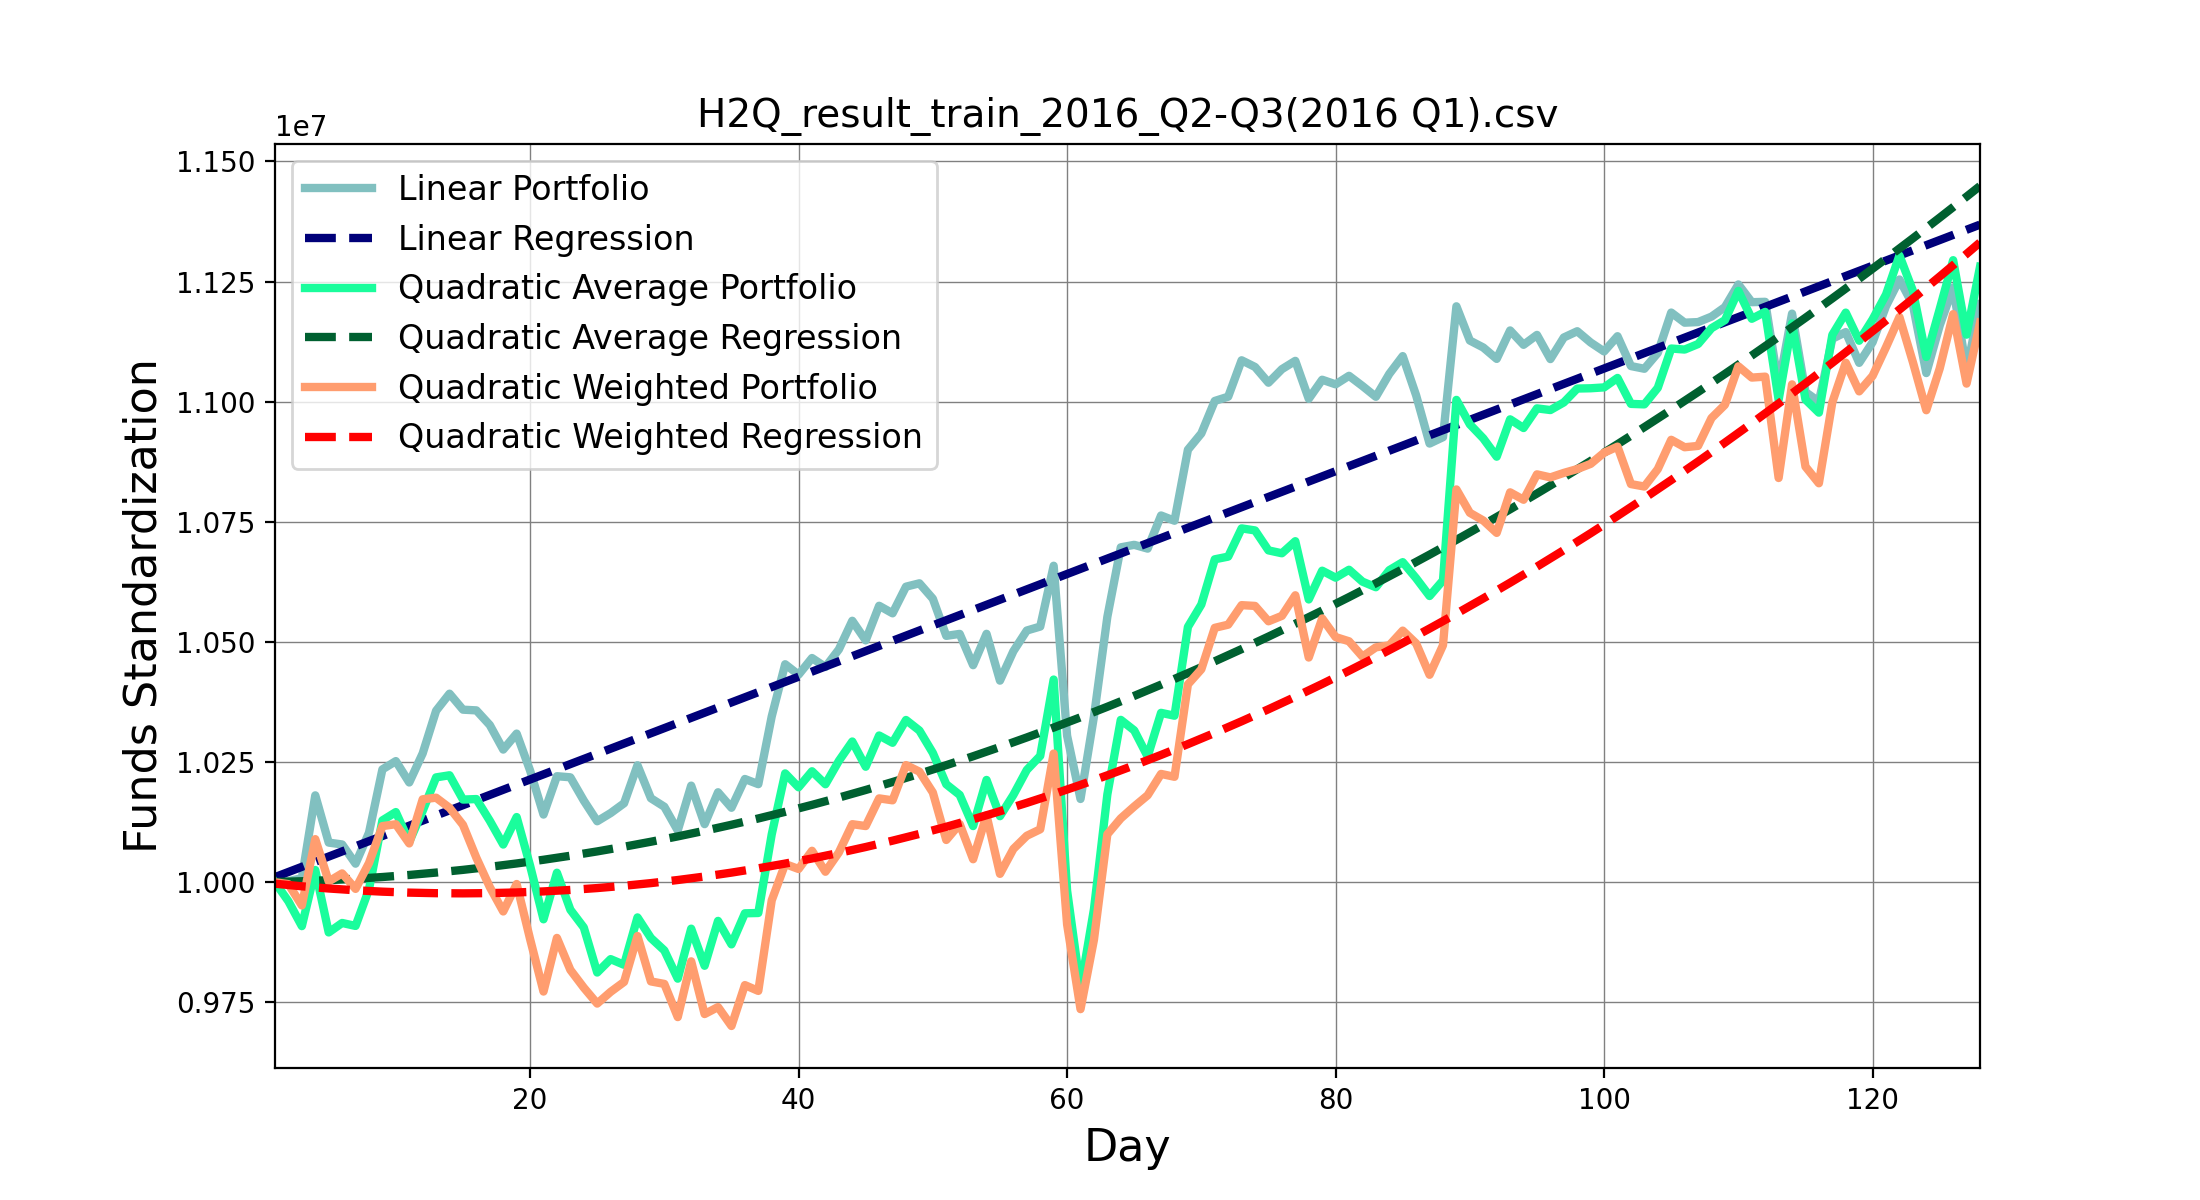 H2Q_result_train_2016_Q2-Q3(2016 Q1).csv
1e7
1.150
1.125
1.100
1.075
1.050
1.025
1.000
0.975
Funds Standardization
Linear Portfolio
Linear Regression
Quadratic Average Portfolio
Quadratic Average Regression
Quadratic Weighted Portfolio
Quadratic Weighted Regression
20 40 60 80 100 120
Day